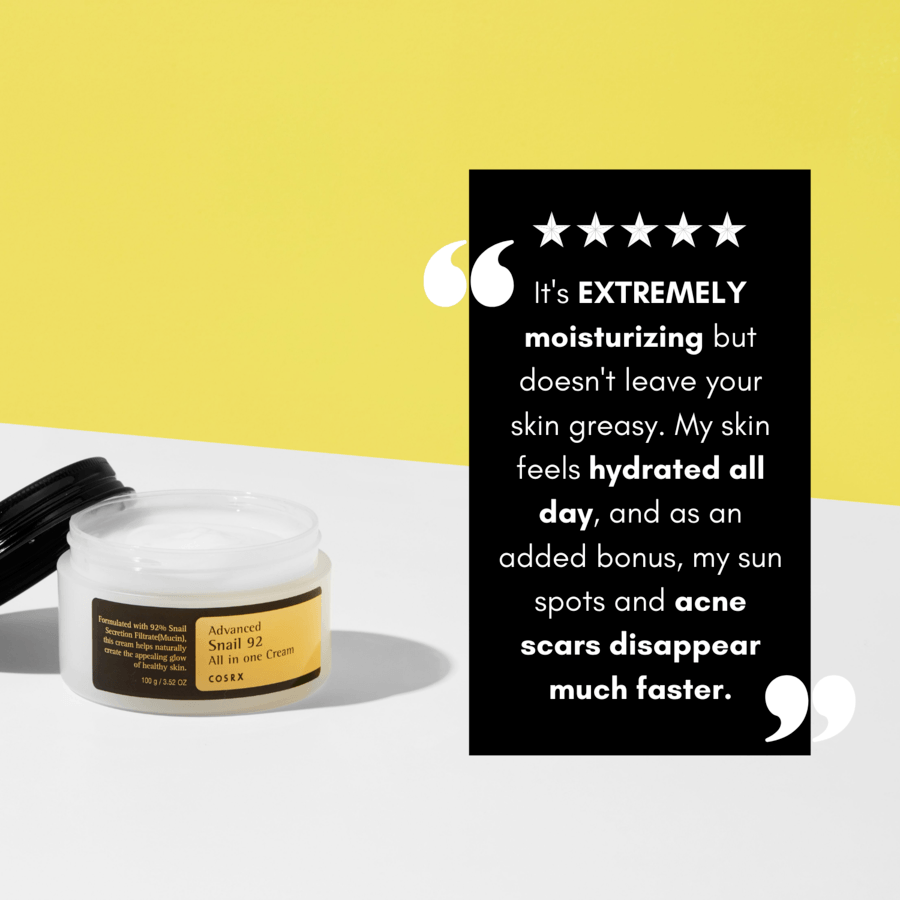 Formulated with 92% Snail
Secretion Filtrate(Mucin),
this cream helps naturally
create the appealing glow
of healthy skin.
100 g / 3.52 OZ
Advanced
Snail 92
All in one Cream
COSRX
“
It's EXTREMELY
moisturizing but
doesn't leave your
skin greasy. My skin
feels hydrated all
day, and as an
added bonus, my sun
spots and acne
scars disappear
much faster.
”